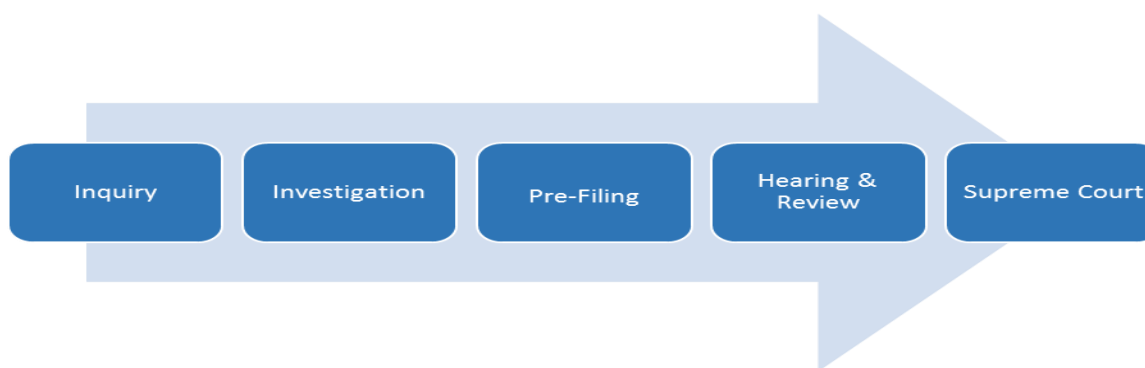 Inquiry
Investigation
Pre-Filing
Hearing &
Review
Supreme Court